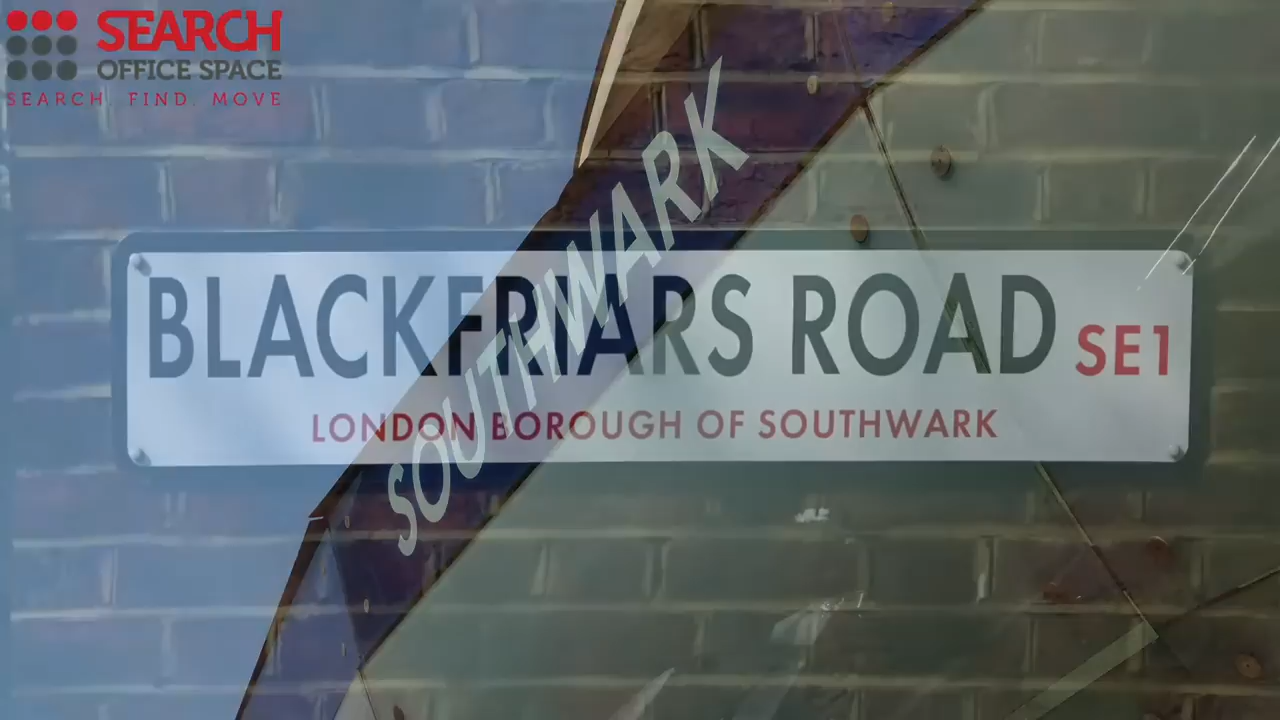 SEARCH
OFFICE SPACE
SEARCH. FIND. MOVE
SOUTHWARK
BLACKFRIARS ROAD SE1
LONDON BOROUGH OF SOUTHWARK